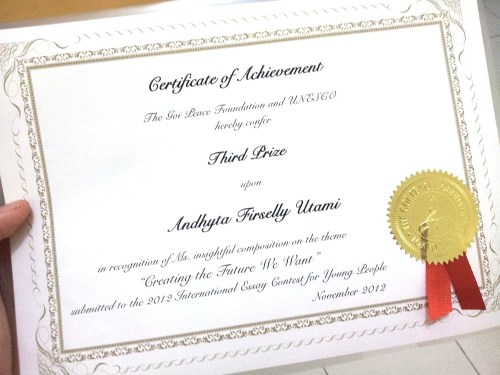 Certificate of Achievement
The Goi Peace Foundation and UNESCO
hereby confer
Third Prize
upon
Andhyta Firselly Utami
in recognition of Ms. insightful composition on the theme
"Creating the Future We Want"
submitted to the 2012 International Essay Contest for Young People
November 2012